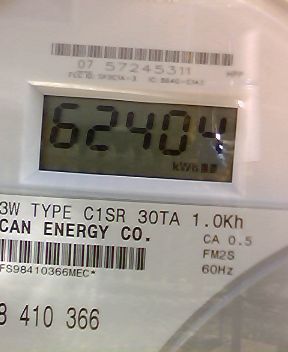 07 57245311
62404
kWh
3W TYPE C1SR 30TA 1.0Kh
CAN ENERGY CO.
CA 0.5
FM2S
FS98410366MEC*
60Hz
8 410 366